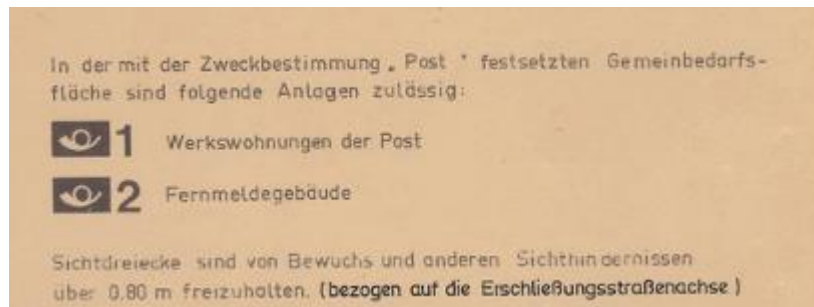 In der mit der Zweckbestimmung „ Post " festsetzten Gemeinbedarfs-
fläche sind folgende Anlagen zulässig:
1 Werkswohnungen der Post
2 Fernmeldegebäude
Sichtdreiecke sind von Bewuchs und anderen Sichthindernissen
über 0.80 m freizuhalten. (bezogen auf die Erschließungsstraßenachse)